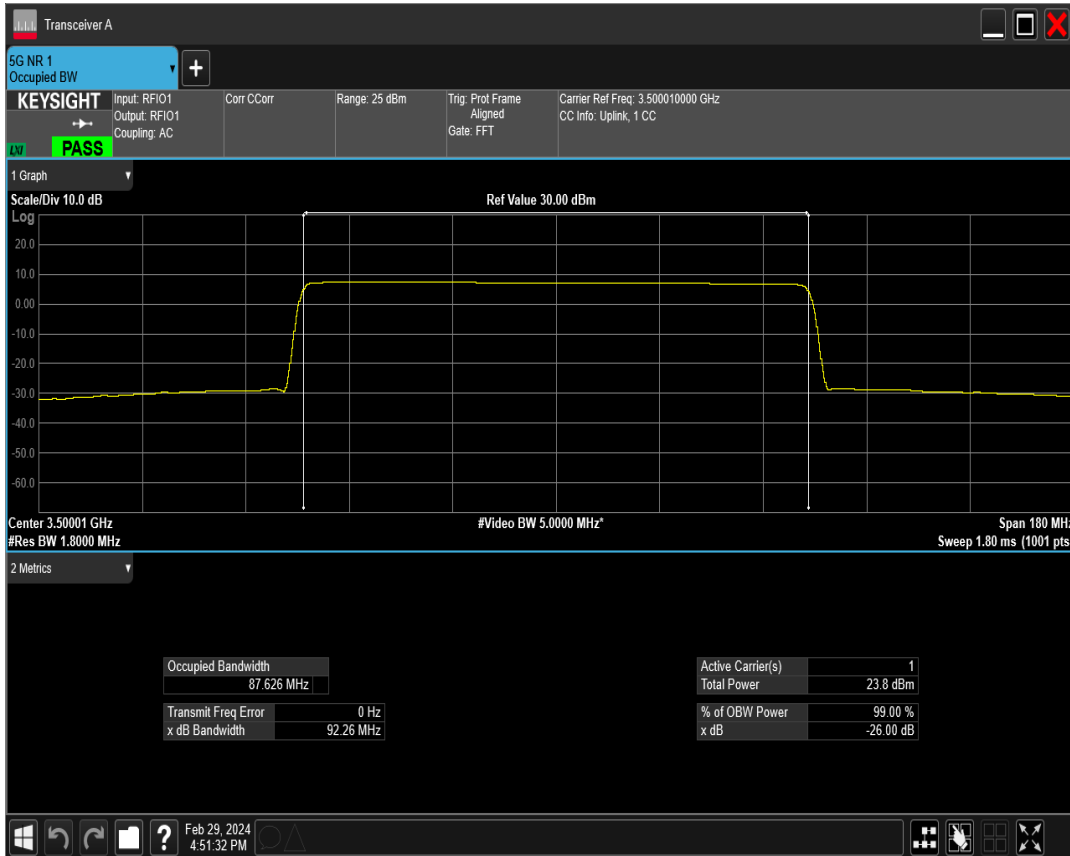 Transceiver A
5G NR 1
Occupied BW
KEYSIGHT
LXI
PASS
Input: RFIO1
Output: RFIO1
Coupling: AC
Corr CCorr
Range: 25 dBm
Trig: Prot Frame
Aligned
Gate: FFT
Carrier Ref Freq: 3.500010000 GHz
CC Info: Uplink, 1 CC
1 Graph
Scale/Div 10.0 dB
Ref Value 30.00 dBm
Log
20.0
10.0
0.00
-10.0
-20.0
-30.0
-40.0
-50.0
-60.0
Center 3.50001 GHz
#Video BW 5.0000 MHz*
Span 180 MHz
#Res BW 1.8000 MHz
Sweep 1.80 ms (1001 pts
2 Metrics
Occupied Bandwidth
87.626 MHz
Transmit Freq Error 0 Hz
x dB Bandwidth 92.26 MHz
Active Carrier(s) 1
Total Power 23.8 dBm
% of OBW Power 99.00 %
x dB -26.00 dB
?
Feb 29, 2024
4:51:32 PM